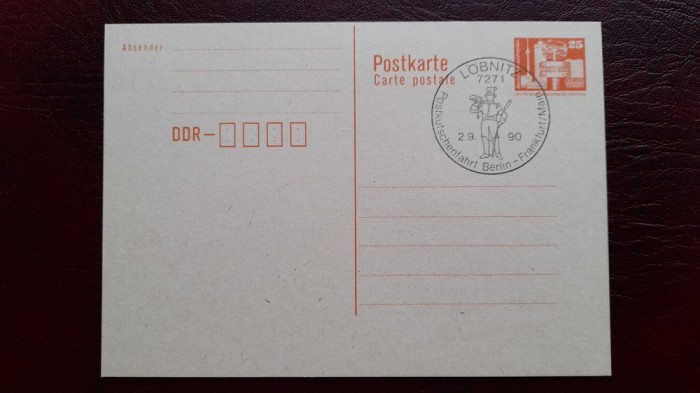 Absender
Postkarte
Carte postale
DDR–
25
LÖBNITZ
7271
2.9. 90
Postkutschenfahrt Berlin–Frankfurt/Main